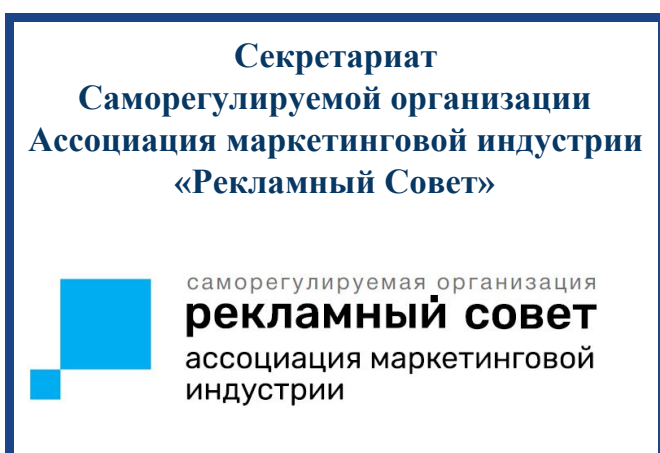 Секретариат
Саморегулируемой организации
Ассоциация маркетинговой индустрии
«Рекламный Совет»
саморегулируемая организация
рекламный совет
ассоциация маркетинговой
индустрии